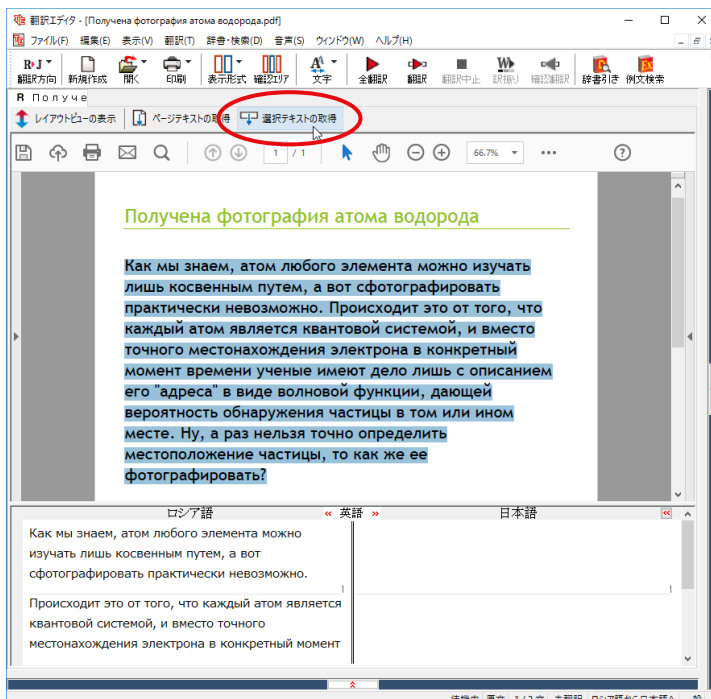 翻訳エディタ - [Получена фотография атома водорода.pdf]
ファイル(F) 編集(E) 表示(V) 翻訳(T) 辞書・検索(D) 音声(S) ウィンドウ(W) ヘルプ(H)
R▸J
翻訳方向 新規作成 開く 印刷 表示形式 確認エリア 文字 全翻訳 翻訳 翻訳中止 訳振り 確認翻訳 辞書引き 例文検索
R Получе
レイアウトビューの表示 ページテキストの取得 選択テキストの取得
1 / 1 66.7%
Получена фотография атома водорода
Как мы знаем, атом любого элемента можно изучать
лишь косвенным путем, а вот сфотографировать
практически невозможно. Происходит это от того, что
каждый атом является квантовой системой, и вместо
точного местонахождения электрона в конкретный
момент времени ученые имеют дело лишь с описанием
его "адреса" в виде волновой функции, дающей
вероятность обнаружения частицы в том или ином
месте. Ну, а раз нельзя точно определить
местоположение частицы, то как же ее
фотографировать?
ロシア語 « 英語 » 日本語 «
Как мы знаем, атом любого элемента можно
изучать лишь косвенным путем, а вот
сфотографировать практически невозможно.
1 1
Происходит это от того, что каждый атом является
квантовой системой, и вместо точного
местонахождения электрона в конкретный момент